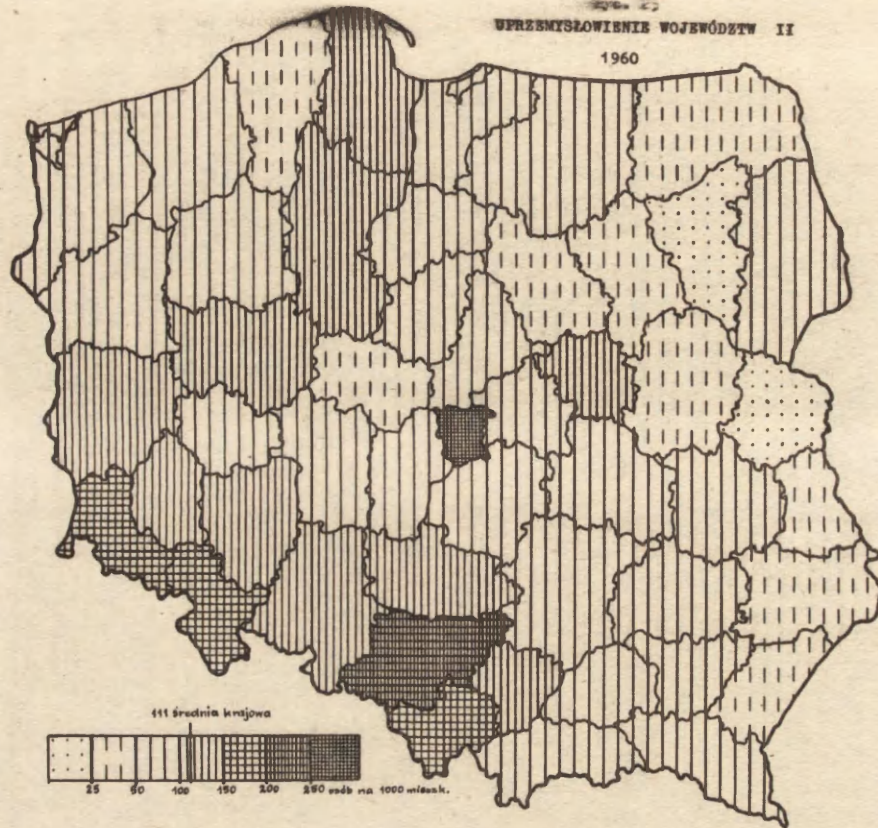 UPRZEMYSŁOWIENIE WOJEWÓDZTW II
1960
111 średnia krajowa
25 50 100 150 200 250 osób na 1000 mieszk.